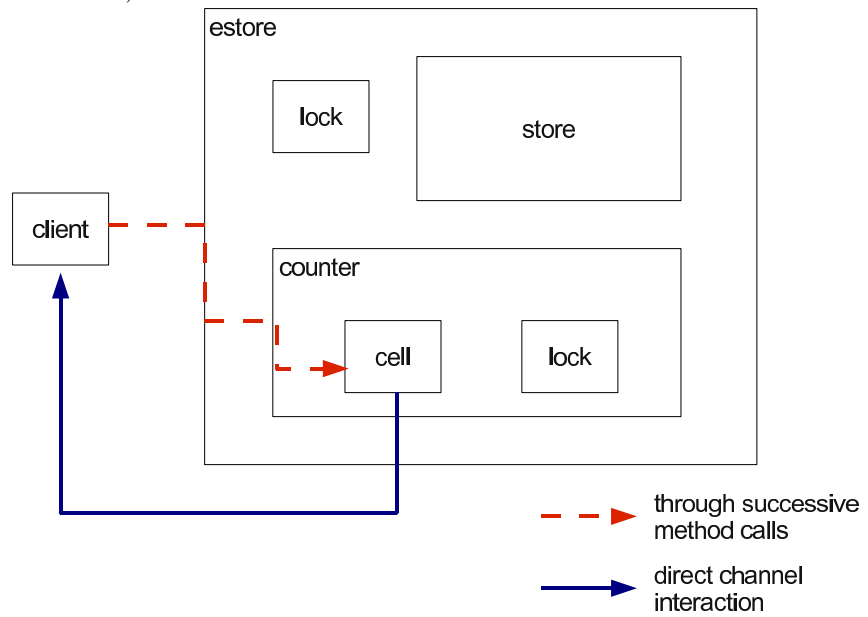 estore
lock
store
client
counter
cell
lock
through successive
method calls
direct channel
interaction